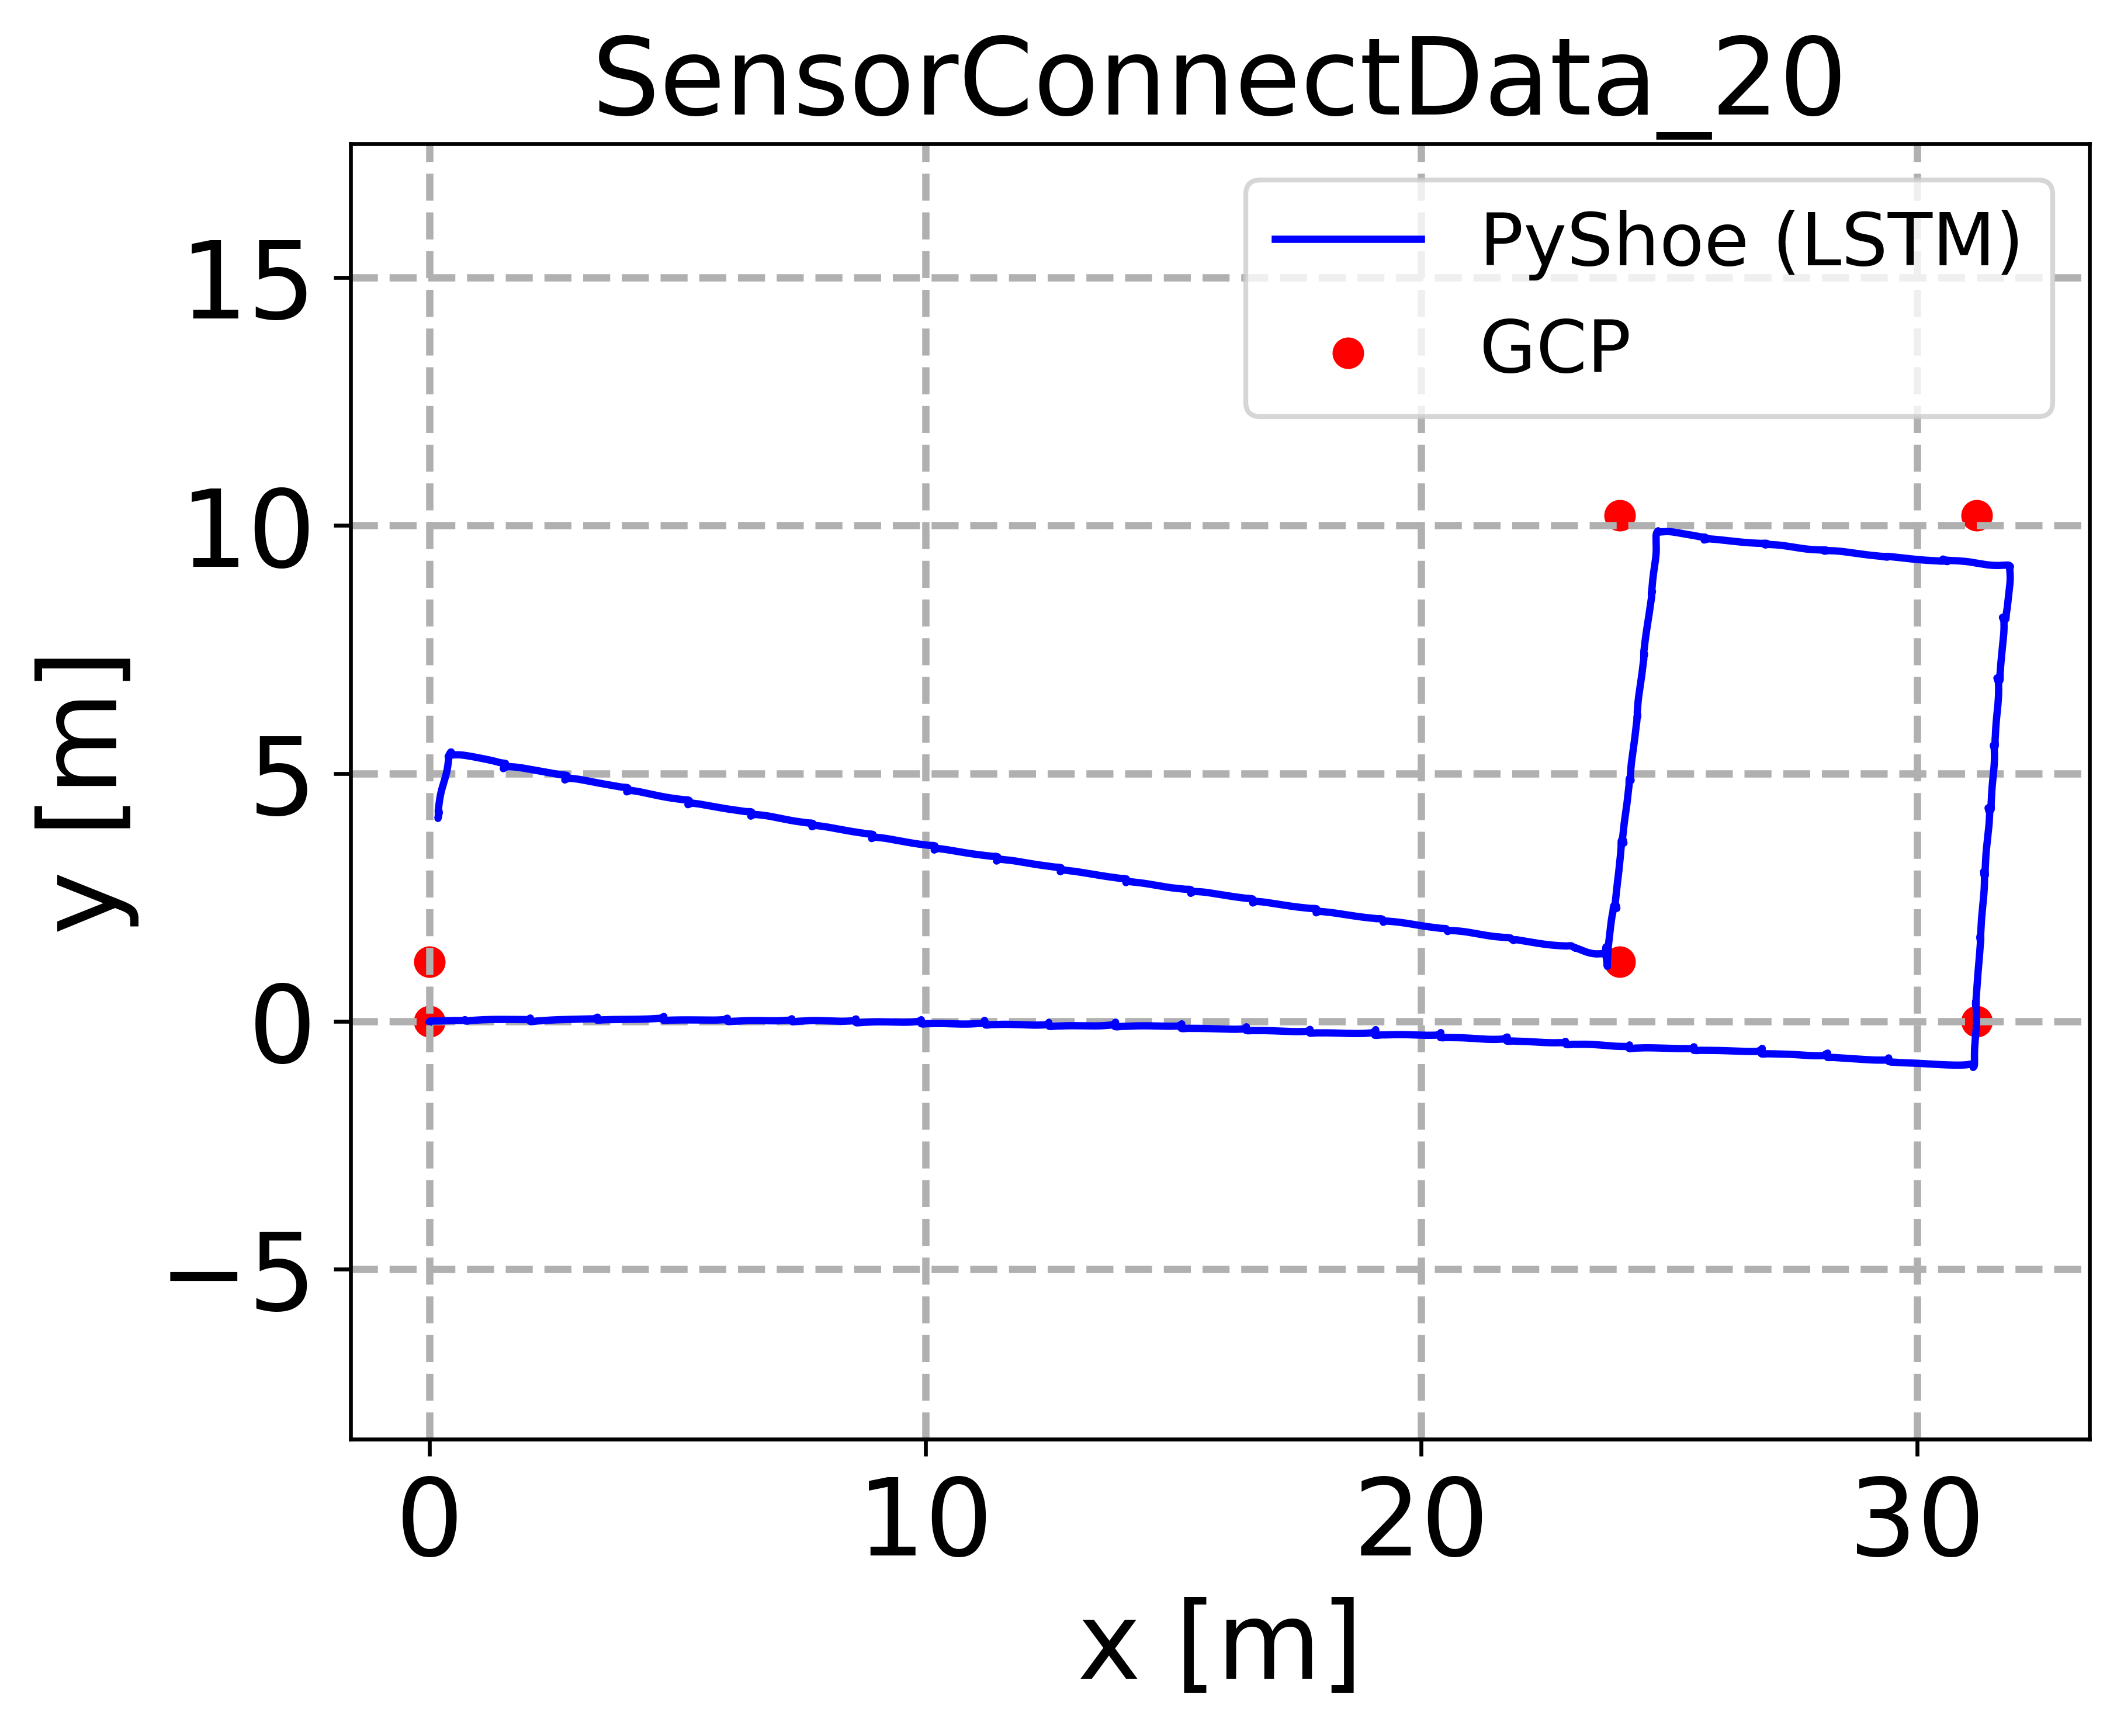 SensorConnectData_20
PyShoe (LSTM)
GCP
15
10
5
0
−5
y [m]
0
10
20
30
x [m]